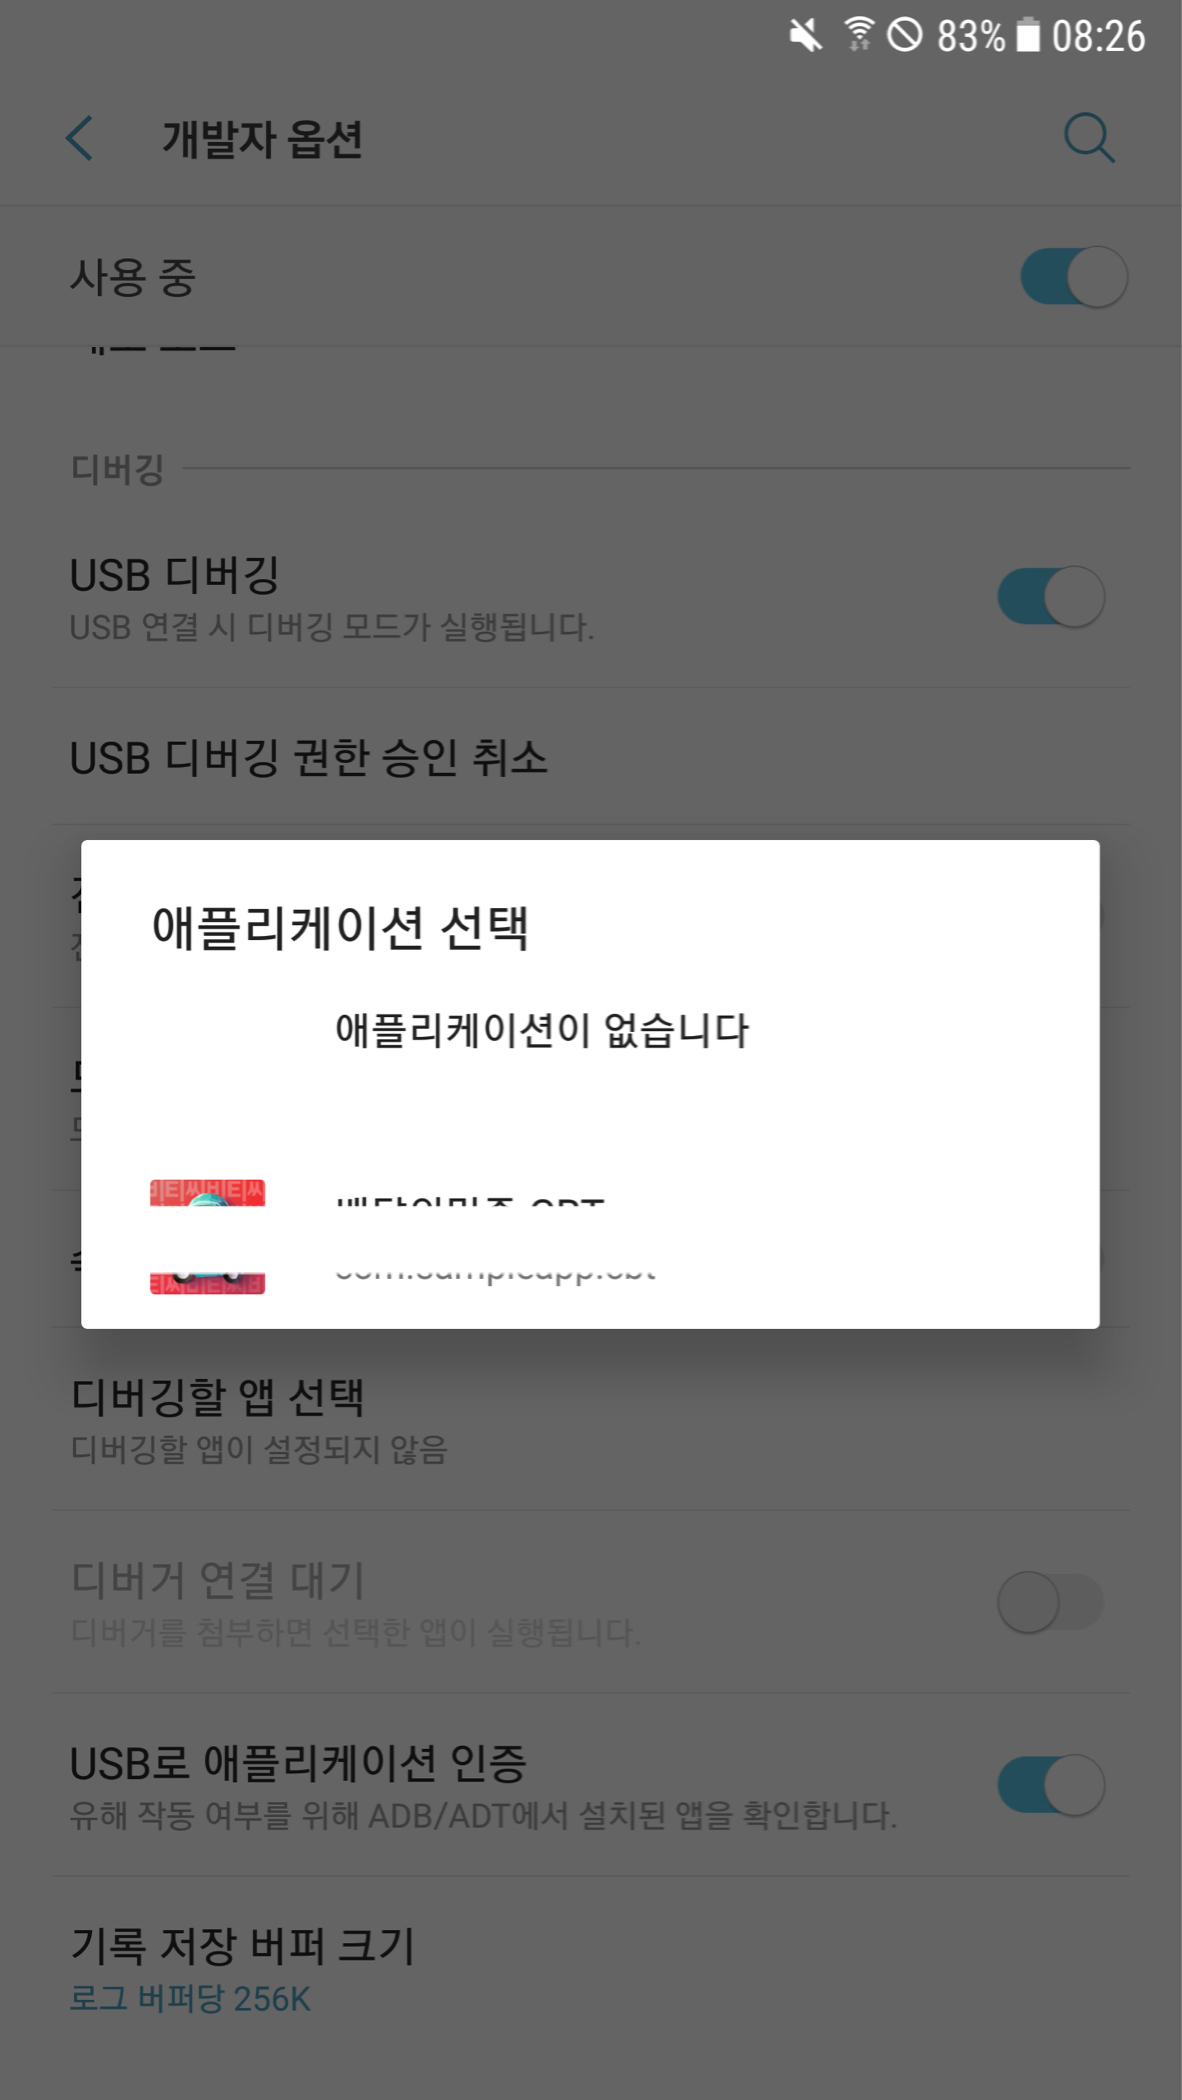 83% 08:26
개발자 옵션
사용 중
디버깅
USB 디버깅
USB 연결 시 디버깅 모드가 실행됩니다.
USB 디버깅 권한 승인 취소
애플리케이션 선택
애플리케이션이 없습니다
디버깅할 앱 선택
디버깅할 앱이 설정되지 않음
디버거 연결 대기
디버거를 첨부하면 선택한 앱이 실행됩니다.
USB로 애플리케이션 인증
유해 작동 여부를 위해 ADB/ADT에서 설치된 앱을 확인합니다.
기록 저장 버퍼 크기
로그 버퍼당 256K